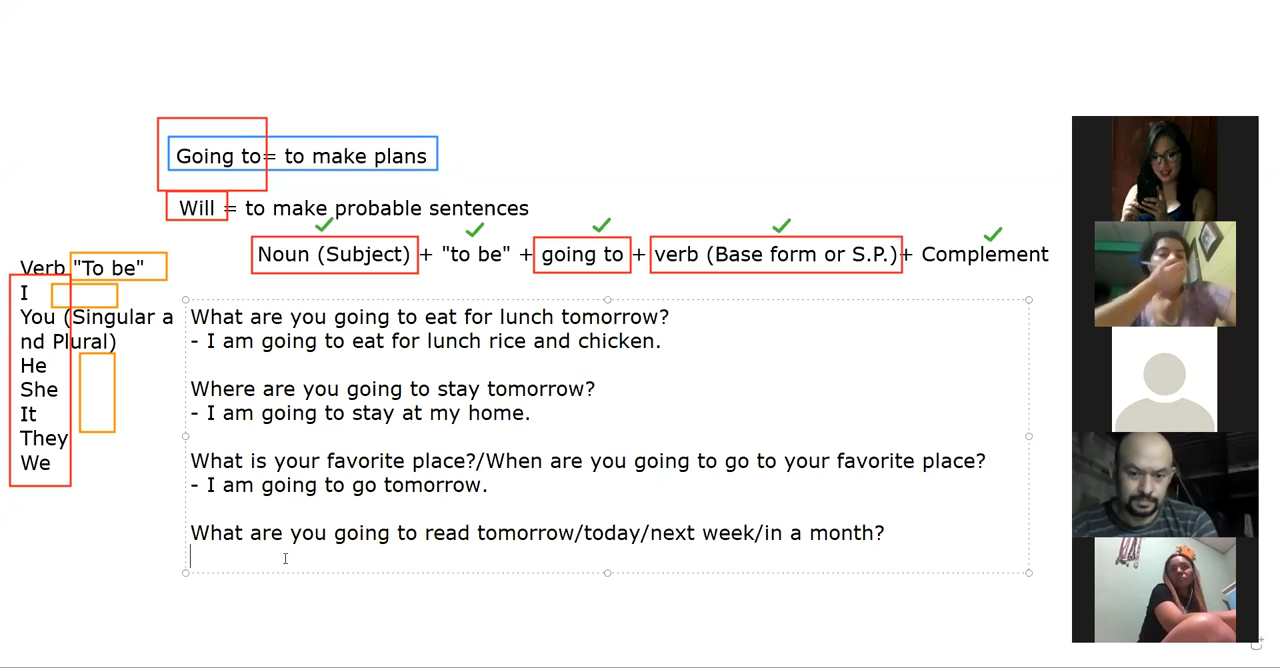 Going to= to make plans
Will = to make probable sentences
Noun (Subject) + "to be" + going to + verb (Base form or S.P.)+ Complement
Verb "To be"
I
You (Singular a
nd Plural)
He
She
It
They
We
What are you going to eat for lunch tomorrow?
- I am going to eat for lunch rice and chicken.
Where are you going to stay tomorrow?
- I am going to stay at my home.
What is your favorite place?/When are you going to go to your favorite place?
- I am going to go tomorrow.
What are you going to read tomorrow/today/next week/in a month?